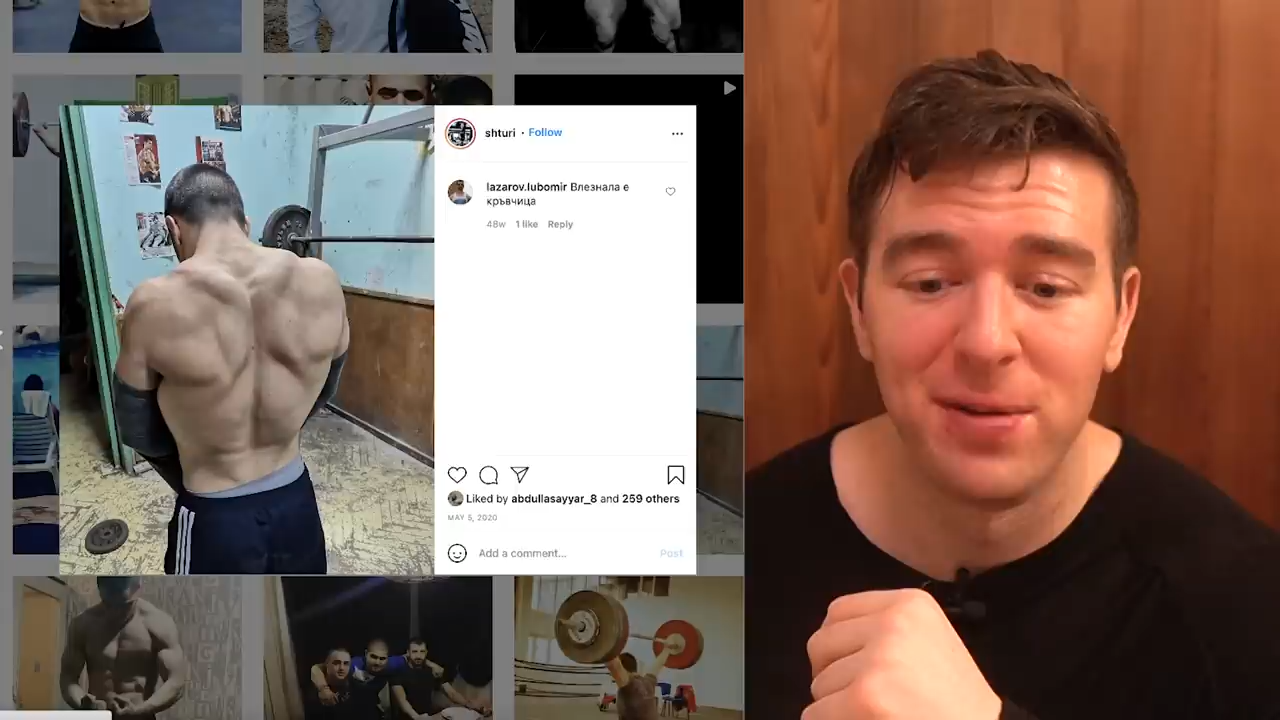 shturi • Follow
lazarov.lubomir Влезнала е
кръвчица
48w 1 like Reply
Liked by abdullasayyar_8 and 259 others
MAY 5, 2020
Add a comment... Post